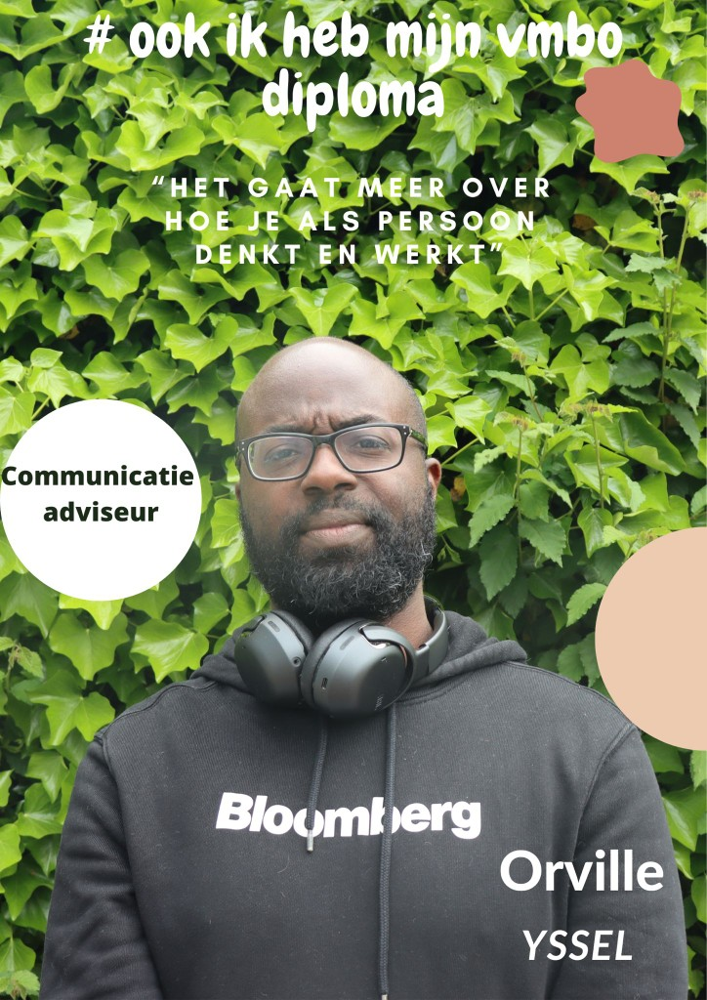 # ook ik heb mijn vmbo
diploma
“HET GAAT MEER OVER
HOE JE ALS PERSOON
DENKT EN WERKT”
Communicatie
adviseur
Bloomberg
Orville
YSSEL